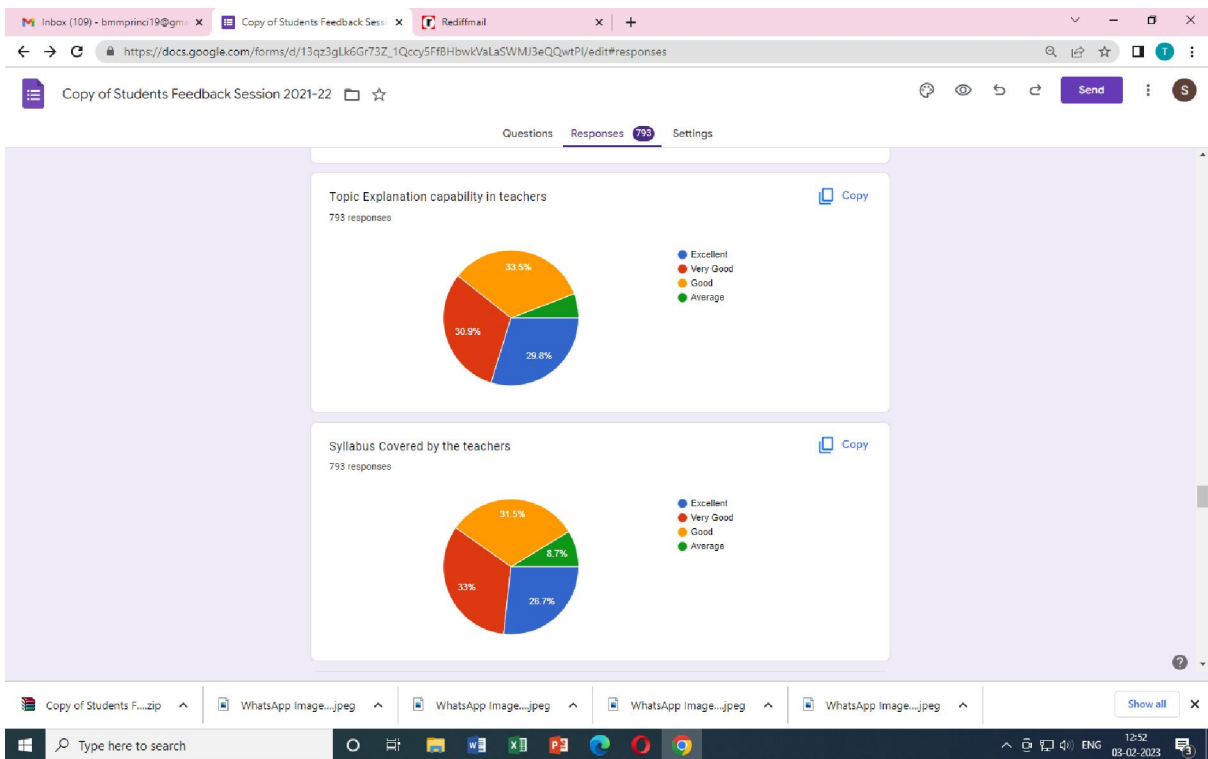 Inbox (109) - bmmprinci19@gma
Copy of Students Feedback Sessi
Rediffmail
https://docs.google.com/forms/d/13qz3gLk6Gr73Z_1Qccy5Ff8HbwkVaLaSWMJ3eQQwtPI/edit#responses
T
Copy of Students Feedback Session 2021-22
Send
S
Questions Responses 793 Settings
Topic Explanation capability in teachers
Copy
793 responses
33.5%
30.9%
29.8%
Excellent
Very Good
Good
Average
Syllabus Covered by the teachers
Copy
793 responses
31.5%
8.7%
33%
26.7%
Excellent
Very Good
Good
Average
Copy of Students F....zip
WhatsApp Image...jpeg
WhatsApp Image...jpeg
WhatsApp Image...jpeg
WhatsApp Image...jpeg
Show all
Type here to search
ENG
12:52
03-02-2023
3